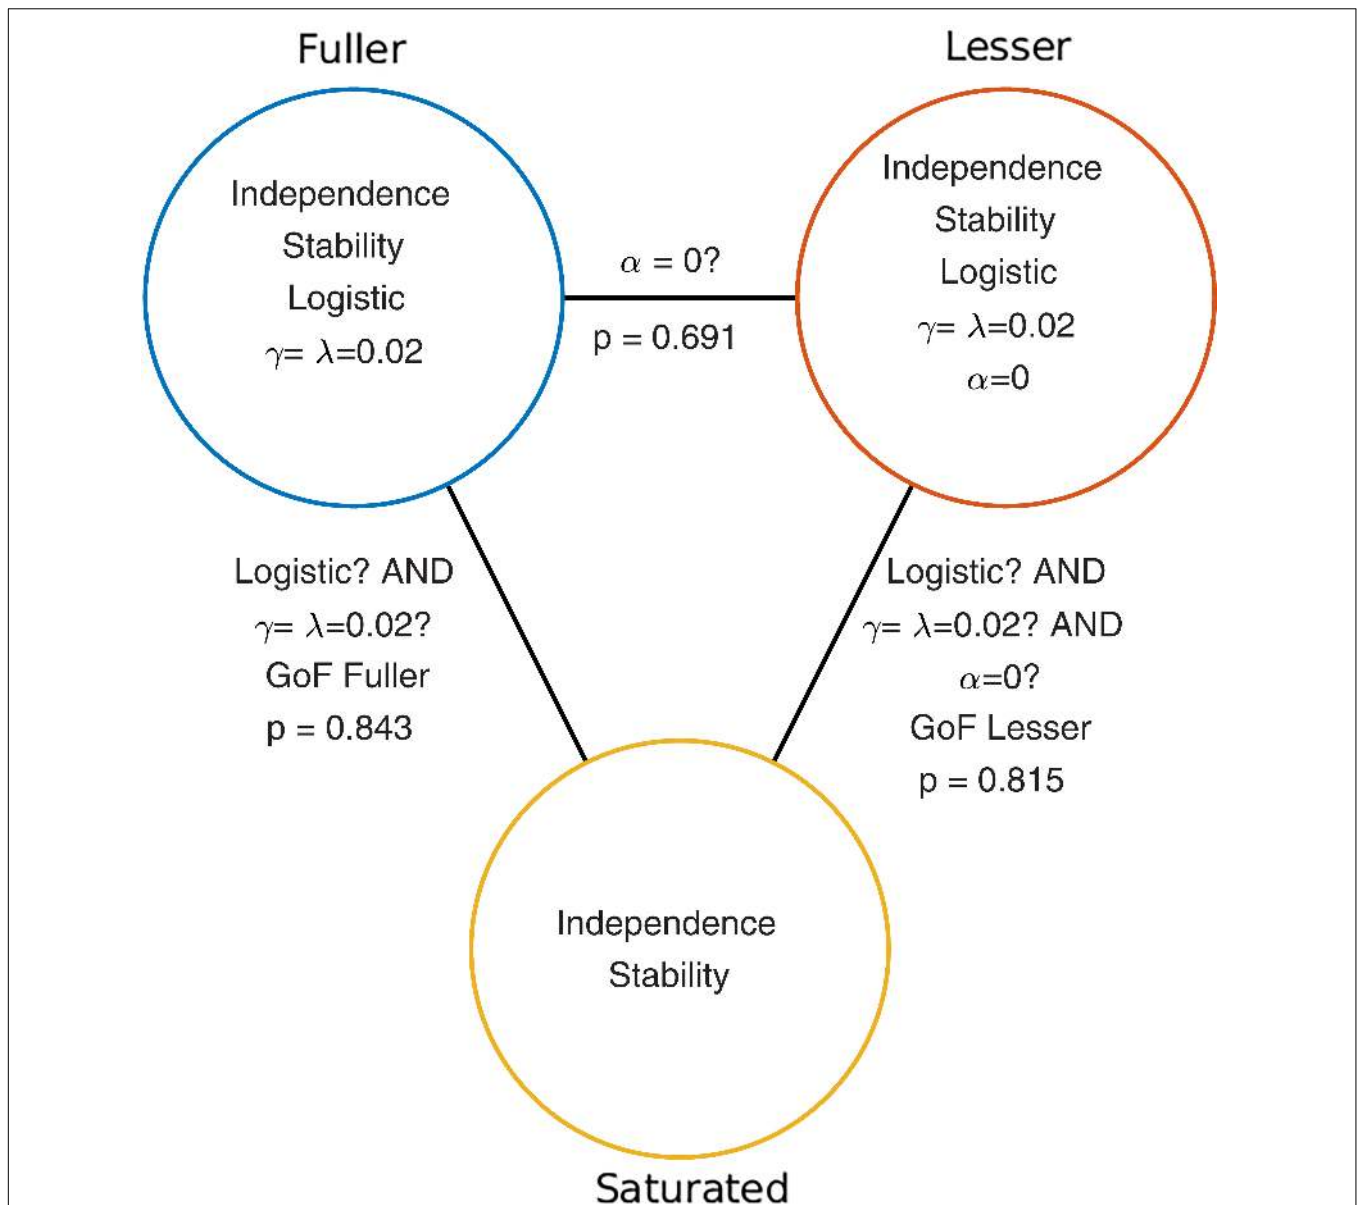 Fuller
Independence
Stability
Logistic
γ= λ=0.02
α = 0?
p = 0.691
Lesser
Independence
Stability
Logistic
γ= λ=0.02
α=0
Logistic? AND
γ= λ=0.02?
GoF Fuller
p = 0.843
Logistic? AND
γ= λ=0.02? AND
α=0?
GoF Lesser
p = 0.815
Independence
Stability
Saturated